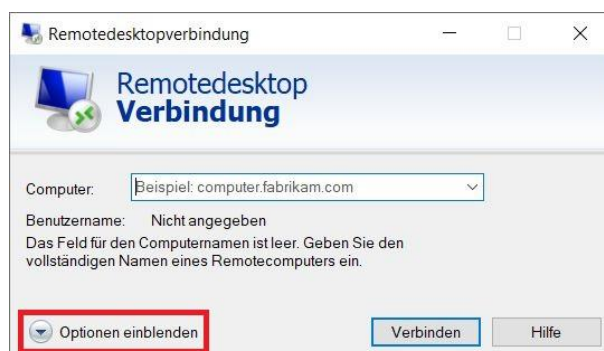 Remotedesktopverbindung
Remotedesktop
Verbindung
Computer:
Beispiel: computer.fabrikam.com
Benutzername: Nicht angegeben
Das Feld für den Computernamen ist leer. Geben Sie den
vollständigen Namen eines Remotecomputers ein.
Optionen einblenden
Verbinden
Hilfe